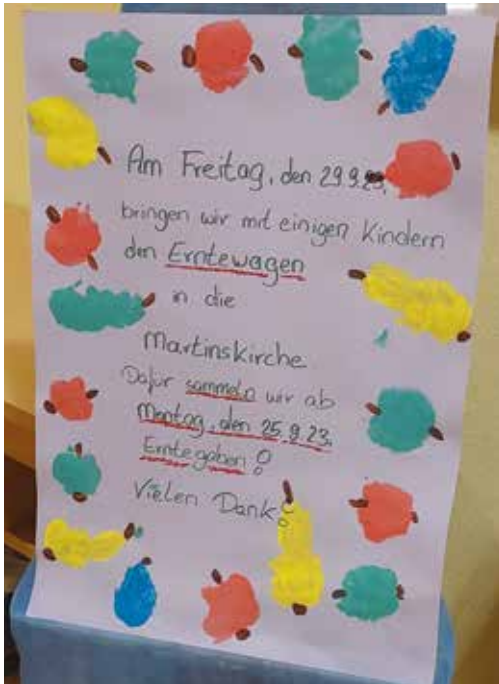 Am Freitag, den 29.9.23,
bringen wir mit einigen Kindern
den Erntewagen
in die
Martinskirche
Dafür sammeln wir ab
Montag, den 25.9.23,
Erntegaben!
Vielen Dank!